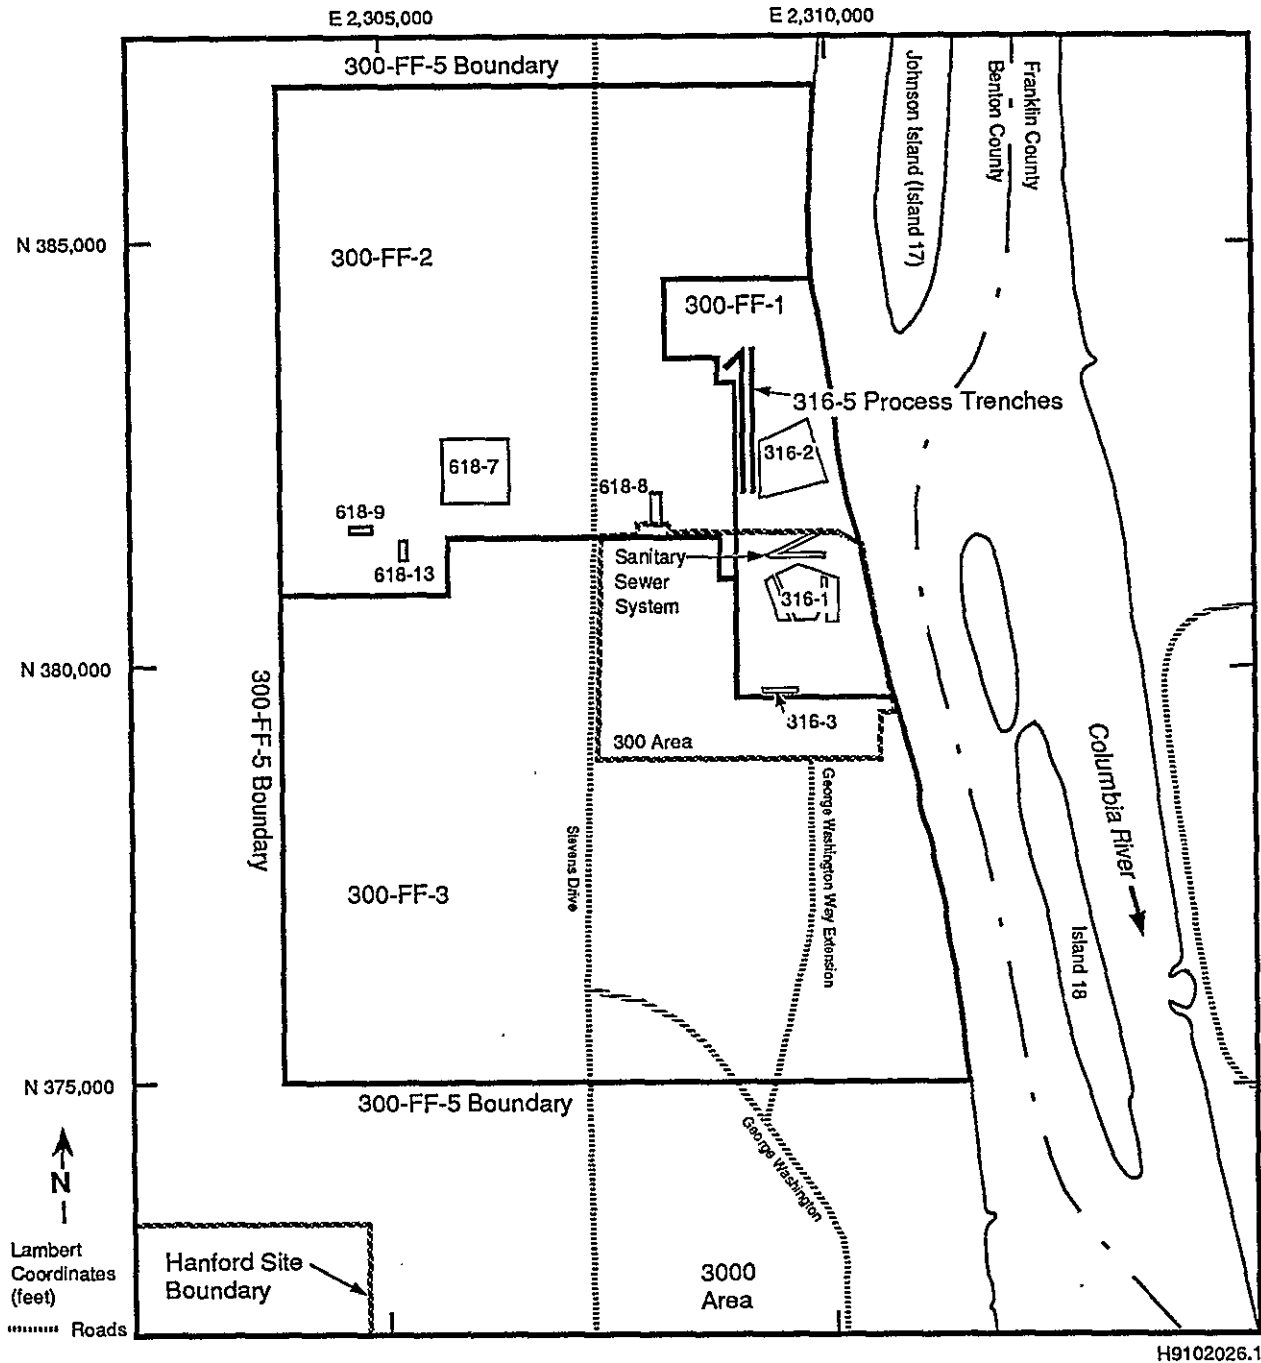 E 2,305,000
E 2,310,000
300-FF-5 Boundary
Johnson Island (Island 17)
Franklin County
Benton County
N 385,000
300-FF-2
300-FF-1
316-5 Process Trenches
316-2
618-7
618-8
618-9
618-13
Sanitary
Sewer
System
316-1
N 380,000
316-3
300 Area
300-FF-5 Boundary
Columbia River
Stevens Drive
George Washington Way Extension
300-FF-3
Island 18
N 375,000
300-FF-5 Boundary
George Washington
N
Lambert
Coordinates
(feet)
Roads
Hanford Site
Boundary
3000
Area
H9102026.1